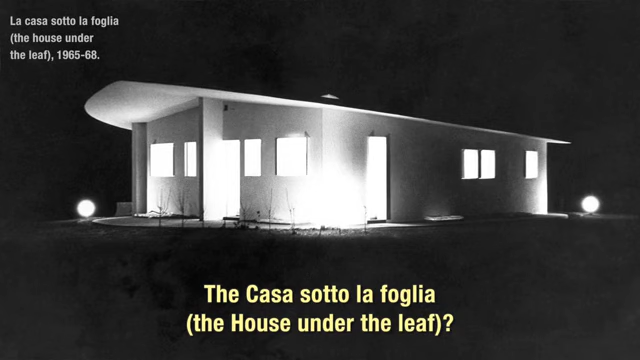 La casa sotto la foglia
(the house under
the leaf), 1965-68.
The Casa sotto la foglia
(the House under the leaf)?